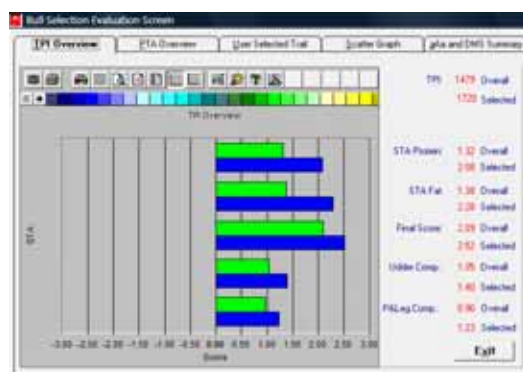 Bull Selection Evaluation Screen
TPI Overview
PTA Overview
User Selected Trait
Scatter Graph
TPI Overview
TPI: 1479 Overall
1720 Selected
STA Protein: 1.32 Overall
2.08 Selected
STA Fat: 1.38 Overall
2.28 Selected
Final Score: 2.09 Overall
2.52 Selected
Udder Comp.: 1.05 Overall
1.40 Selected
Ft&Leg Comp.: 0.96 Overall
1.23 Selected
STA
-3.00 -2.50 -2.00 -1.50 -1.00 -0.50 0.00 0.50 1.00 1.50 2.00 2.50 3.00
Score
Exit